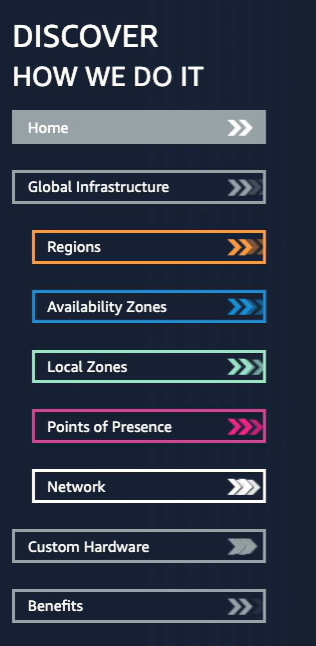 DISCOVER
HOW WE DO IT
Home
Global Infrastructure
Regions
Availability Zones
Local Zones
Points of Presence
Network
Custom Hardware
Benefits